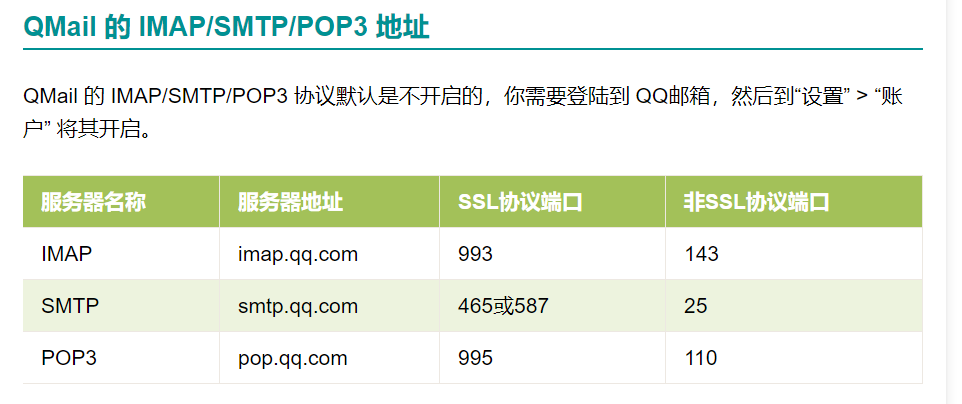 QMail 的 IMAP/SMTP/POP3 地址
QMail 的 IMAP/SMTP/POP3 协议默认是不开启的，你需要登陆到 QQ邮箱，然后到“设置” > “账
户” 将其开启。
服务器名称 服务器地址 SSL协议端口 非SSL协议端口
IMAP imap.qq.com 993 143
SMTP smtp.qq.com 465或587 25
POP3 pop.qq.com 995 110